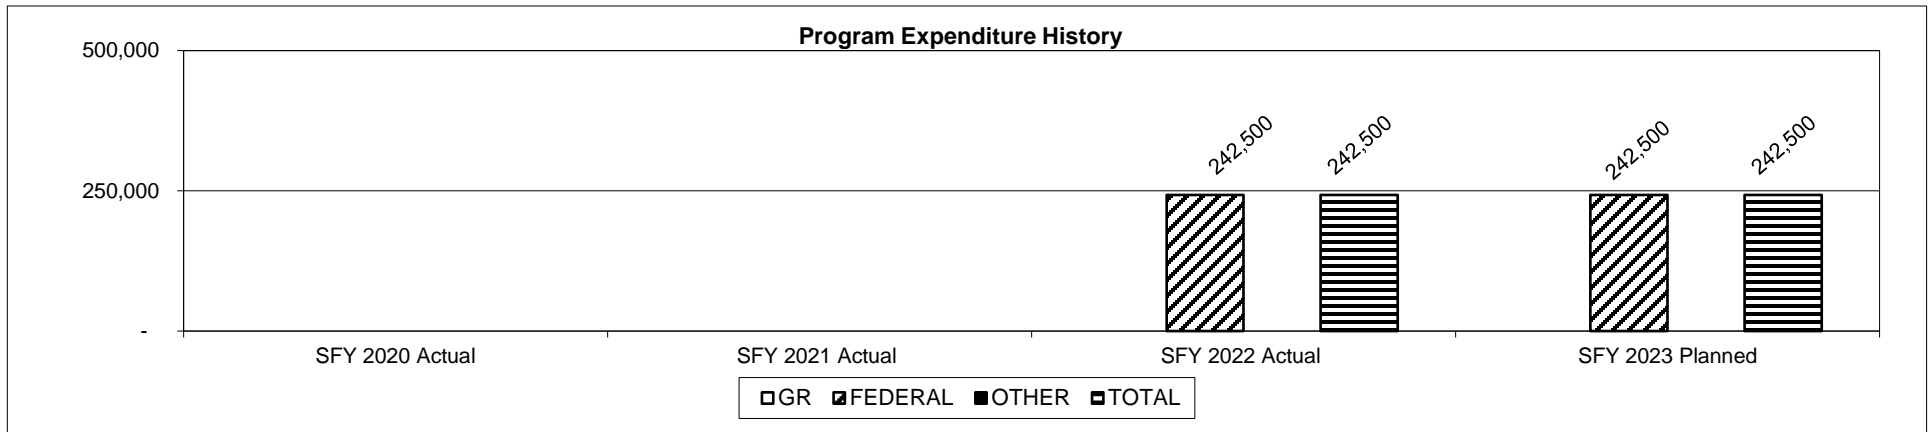 Program Expenditure History
500,000
242,500 242,500 242,500 242,500
250,000
-
SFY 2020 Actual SFY 2021 Actual SFY 2022 Actual SFY 2023 Planned
GR FEDERAL OTHER TOTAL